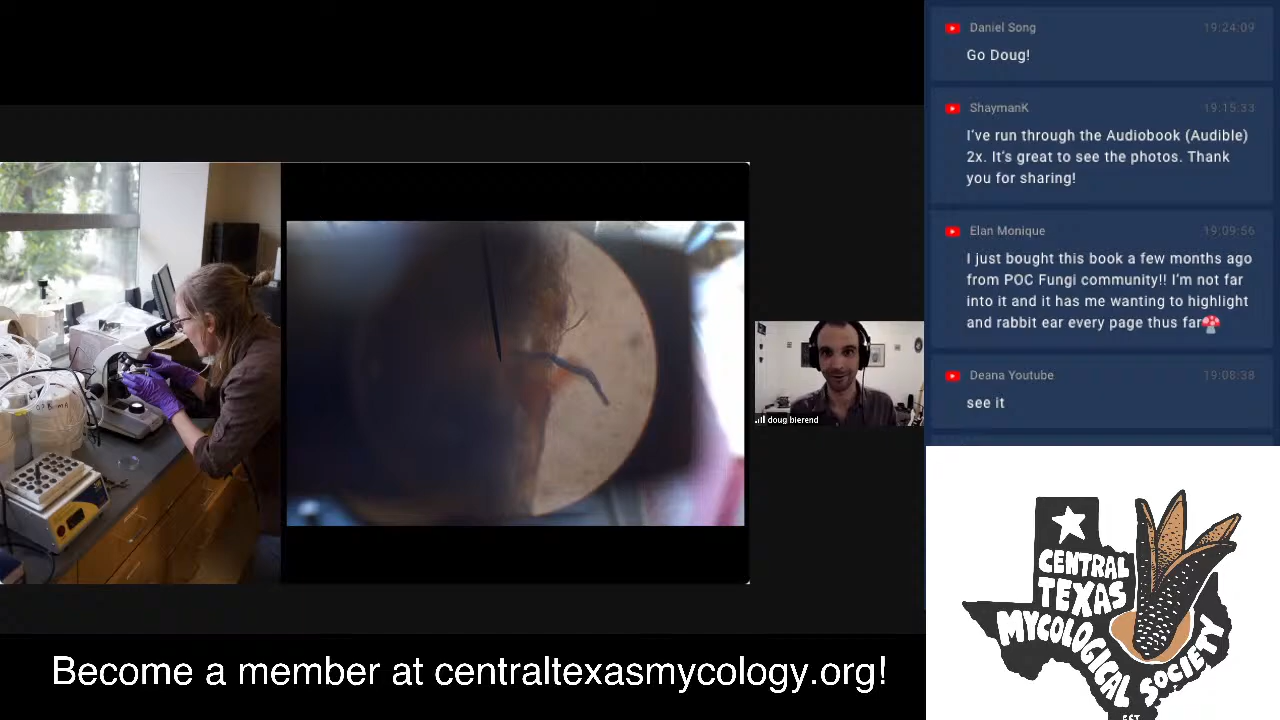 Daniel Song 19:24:09
Go Doug!
ShaymanK 19:15:33
I've run through the Audiobook (Audible)
2x. It's great to see the photos. Thank
you for sharing!
Elan Monique 19:09:56
I just bought this book a few months ago
from POC Fungi community!! I'm not far
into it and it has me wanting to highlight
and rabbit ear every page thus far🍄
Deana Youtube 19:08:38
see it
doug bierend
CENTRAL
TEXAS
MYCOLOGICAL
SOCIETY
EST
Become a member at centraltexasmycology.org!